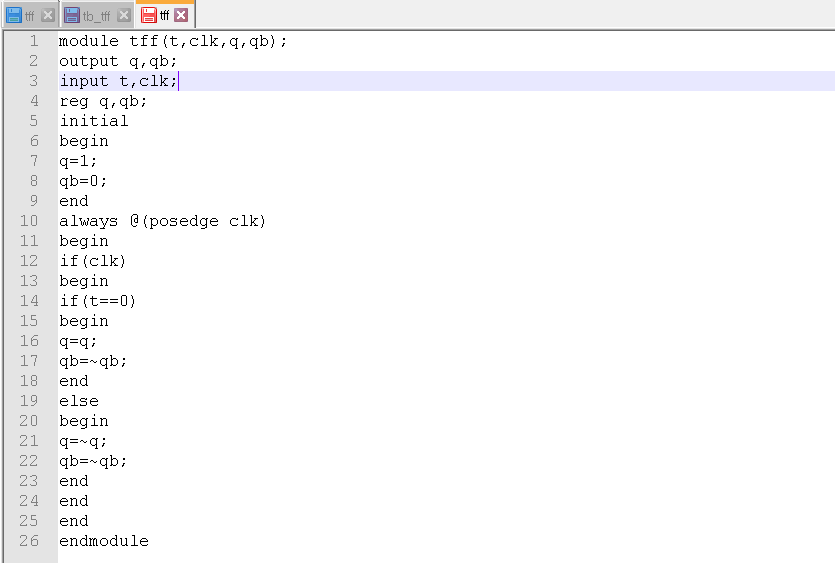 tff tb_tff tff
1 module tff(t,clk,q,qb);
2 output q,qb;
3 input t,clk;
4 reg q,qb;
5 initial
6 begin
7 q=1;
8 qb=0;
9 end
10 always @(posedge clk)
11 begin
12 if(clk)
13 begin
14 if(t==0)
15 begin
16 q=q;
17 qb=~qb;
18 end
19 else
20 begin
21 q=~q;
22 qb=~qb;
23 end
24 end
25 end
26 endmodule